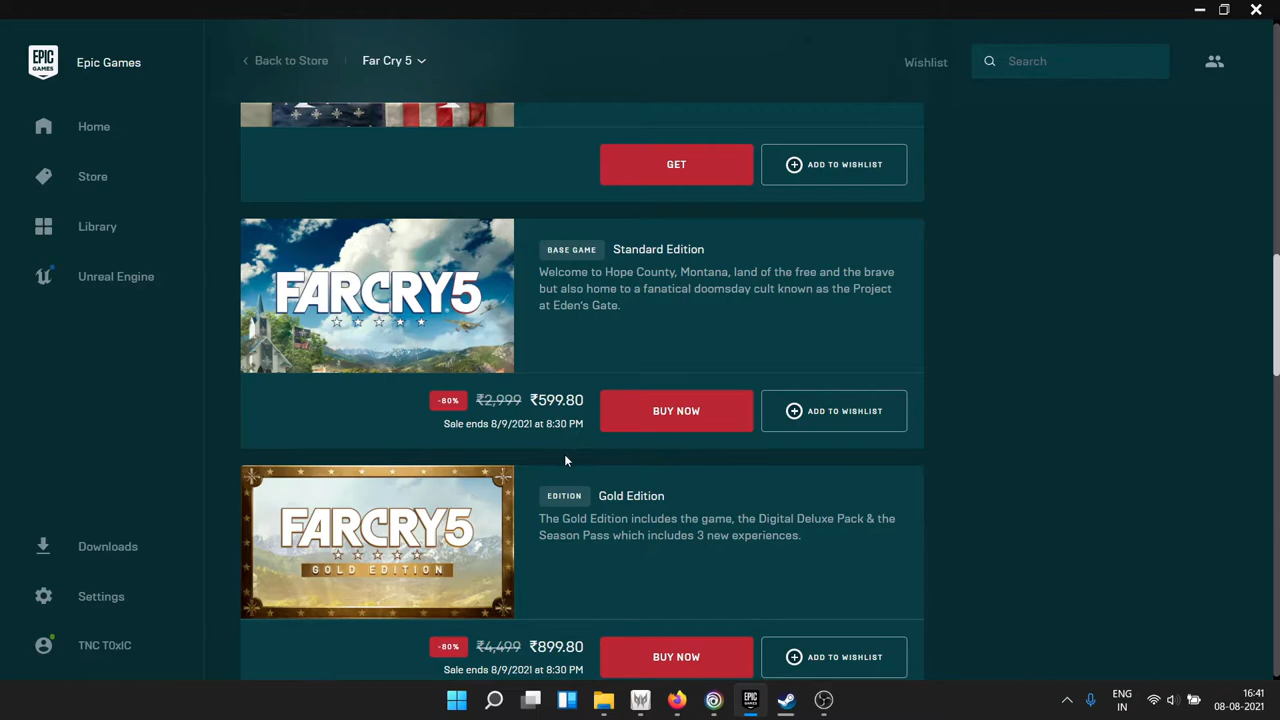 EPIC GAMES
Epic Games
Back to Store
Far Cry 5
Wishlist
Search
Home
Store
Library
Unreal Engine
Downloads
Settings
TNC T0xIC
GET
ADD TO WISHLIST
FARCRY5
BASE GAME Standard Edition
Welcome to Hope County, Montana, land of the free and the brave
but also home to a fanatical doomsday cult known as the Project
at Eden's Gate.
-80% ₹2,999 ₹599.80
Sale ends 8/9/2021 at 8:30 PM
BUY NOW
ADD TO WISHLIST
FARCRY5
GOLD EDITION
EDITION Gold Edition
The Gold Edition includes the game, the Digital Deluxe Pack & the
Season Pass which includes 3 new experiences.
-80% ₹4,499 ₹899.80
Sale ends 8/9/2021 at 8:30 PM
BUY NOW
ADD TO WISHLIST
EPIC GAMES
ENG
IN
16:41
08-08-2021